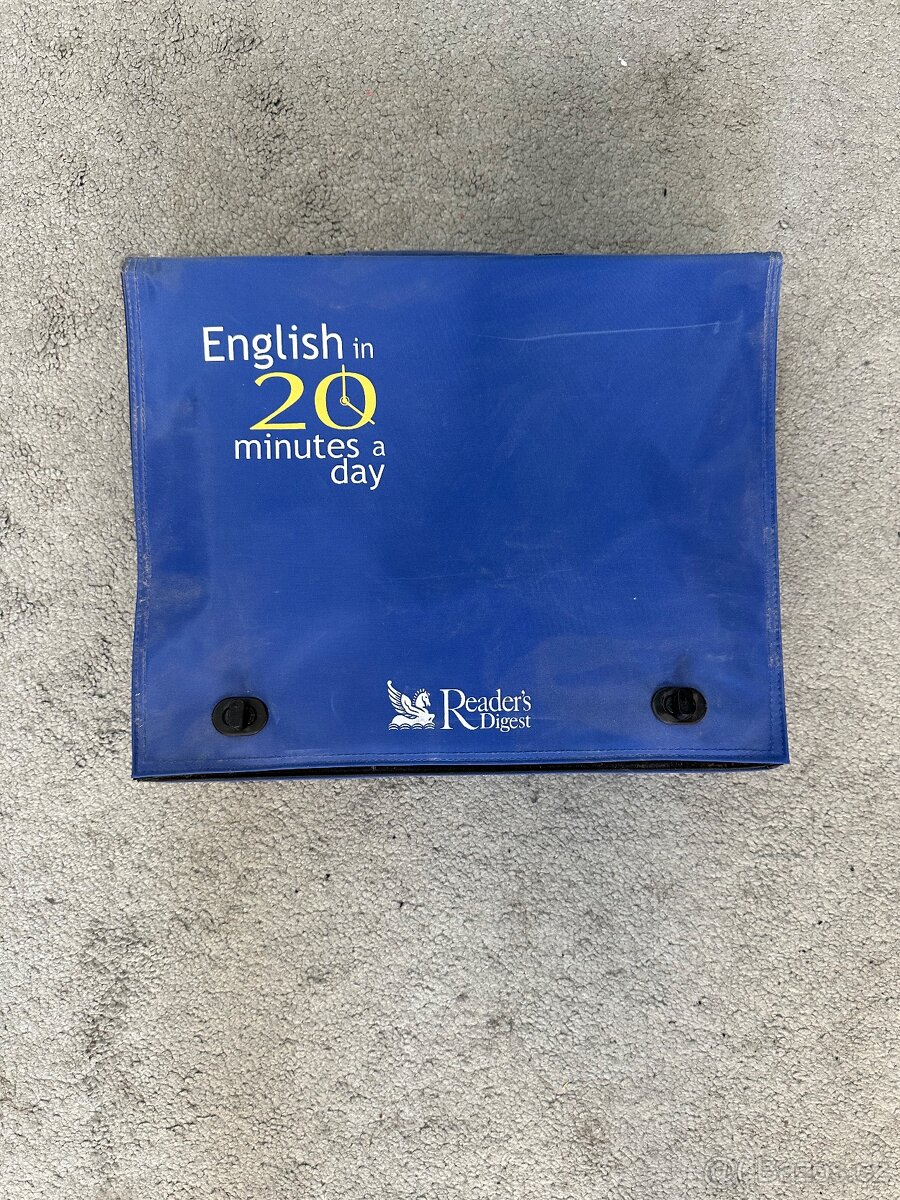 English in
20
minutes a
day
Reader's
Digest